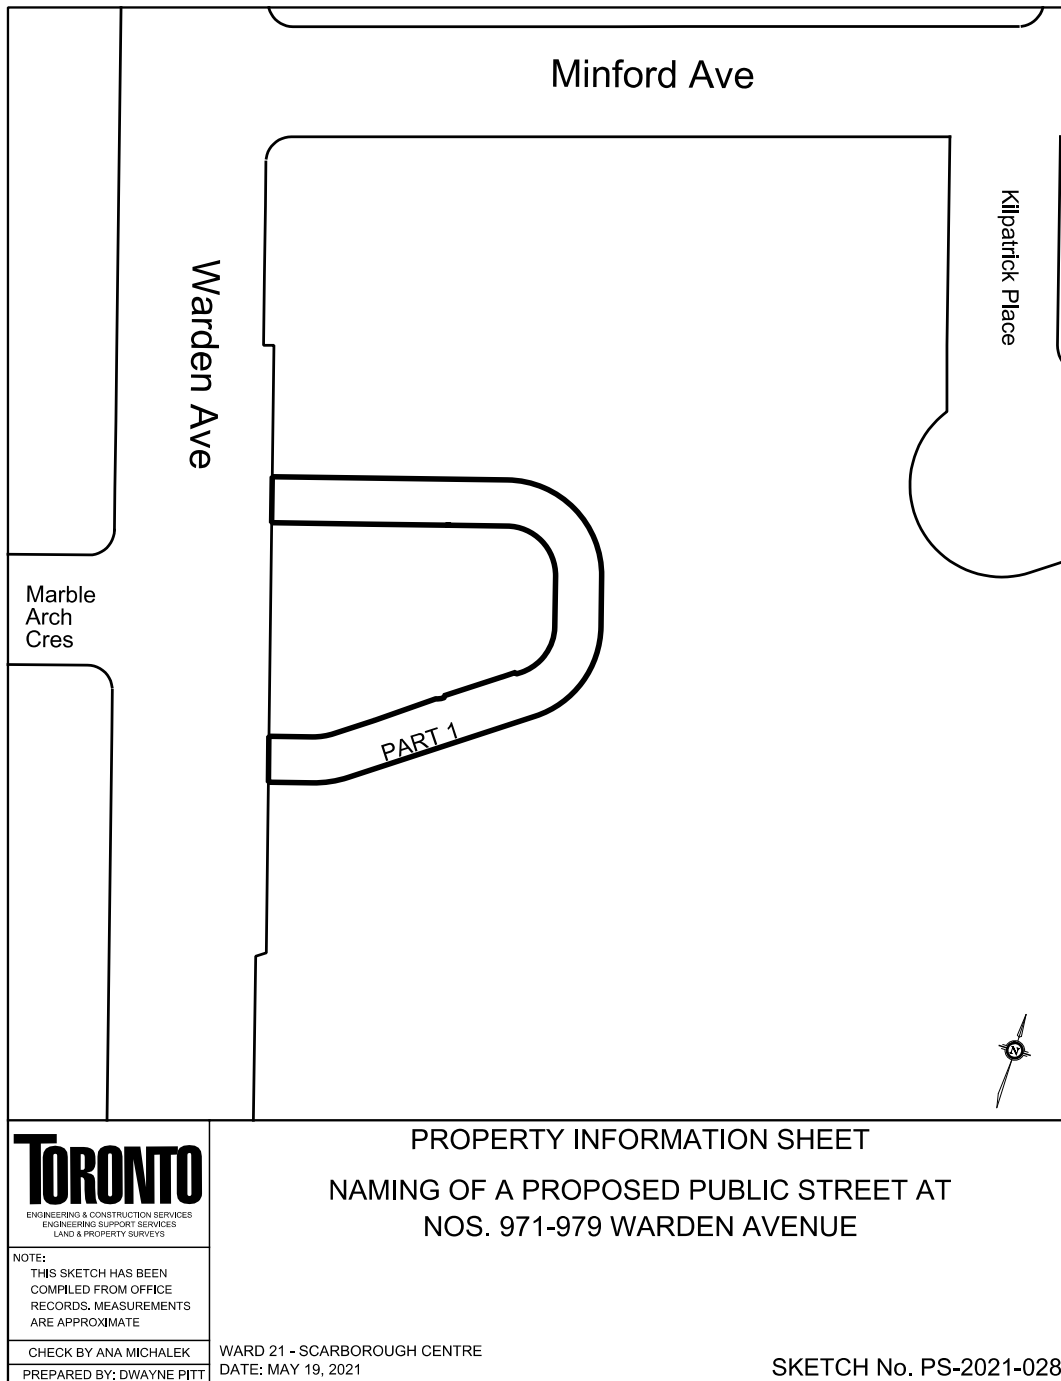 Minford Ave
Kilpatrick Place
Warden Ave
Marble
Arch
Cres
PART 1
N
TORONTO
ENGINEERING & CONSTRUCTION SERVICES
ENGINEERING SUPPORT SERVICES
LAND & PROPERTY SURVEYS
NOTE:
THIS SKETCH HAS BEEN
COMPILED FROM OFFICE
RECORDS. MEASUREMENTS
ARE APPROXIMATE
CHECK BY ANA MICHALEK
PREPARED BY: DWAYNE PITT
PROPERTY INFORMATION SHEET
NAMING OF A PROPOSED PUBLIC STREET AT
NOS. 971-979 WARDEN AVENUE
WARD 21 - SCARBOROUGH CENTRE
DATE: MAY 19, 2021
SKETCH No. PS-2021-028